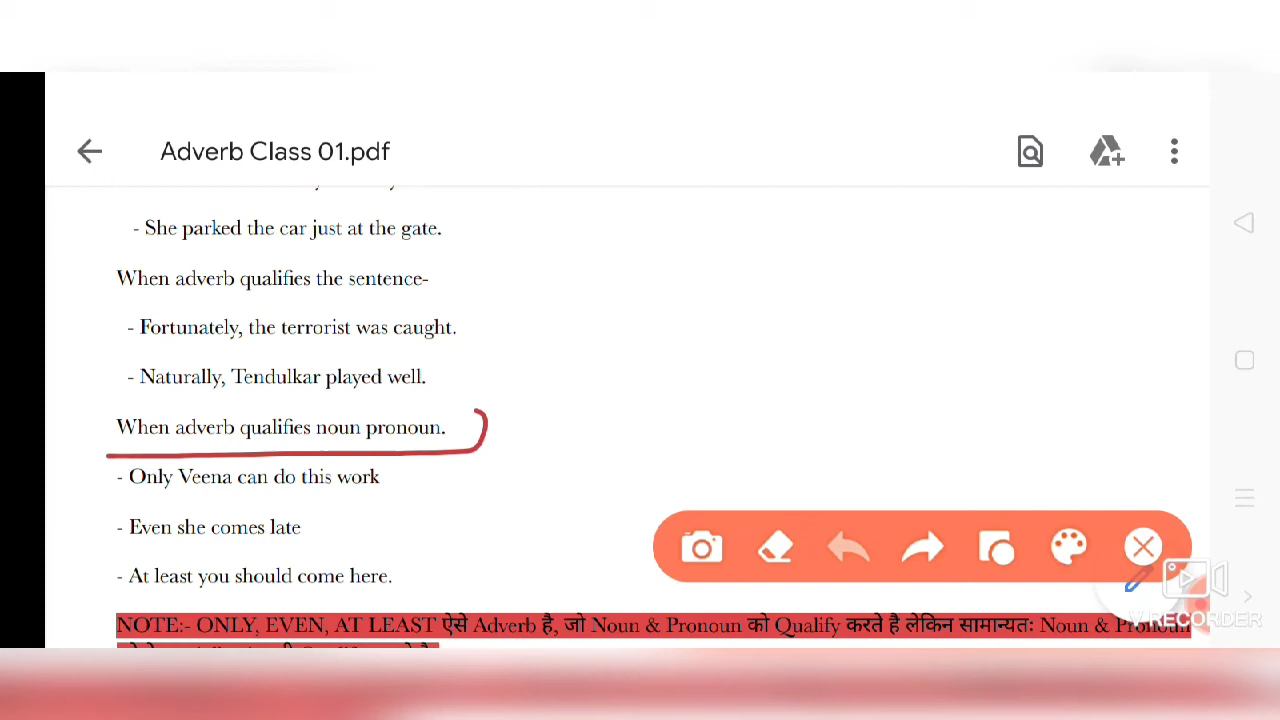 Adverb Class 01.pdf
- She parked the car just at the gate.
When adverb qualifies the sentence-
- Fortunately, the terrorist was caught.
- Naturally, Tendulkar played well.
When adverb qualifies noun pronoun.
- Only Veena can do this work
- Even she comes late
- At least you should come here.
NOTE:- ONLY, EVEN, AT LEAST ऐसे Adverb है, जो Noun & Pronoun को Qualify करते है लेकिन सामान्यतः Noun & Pronoun
V RECORDER